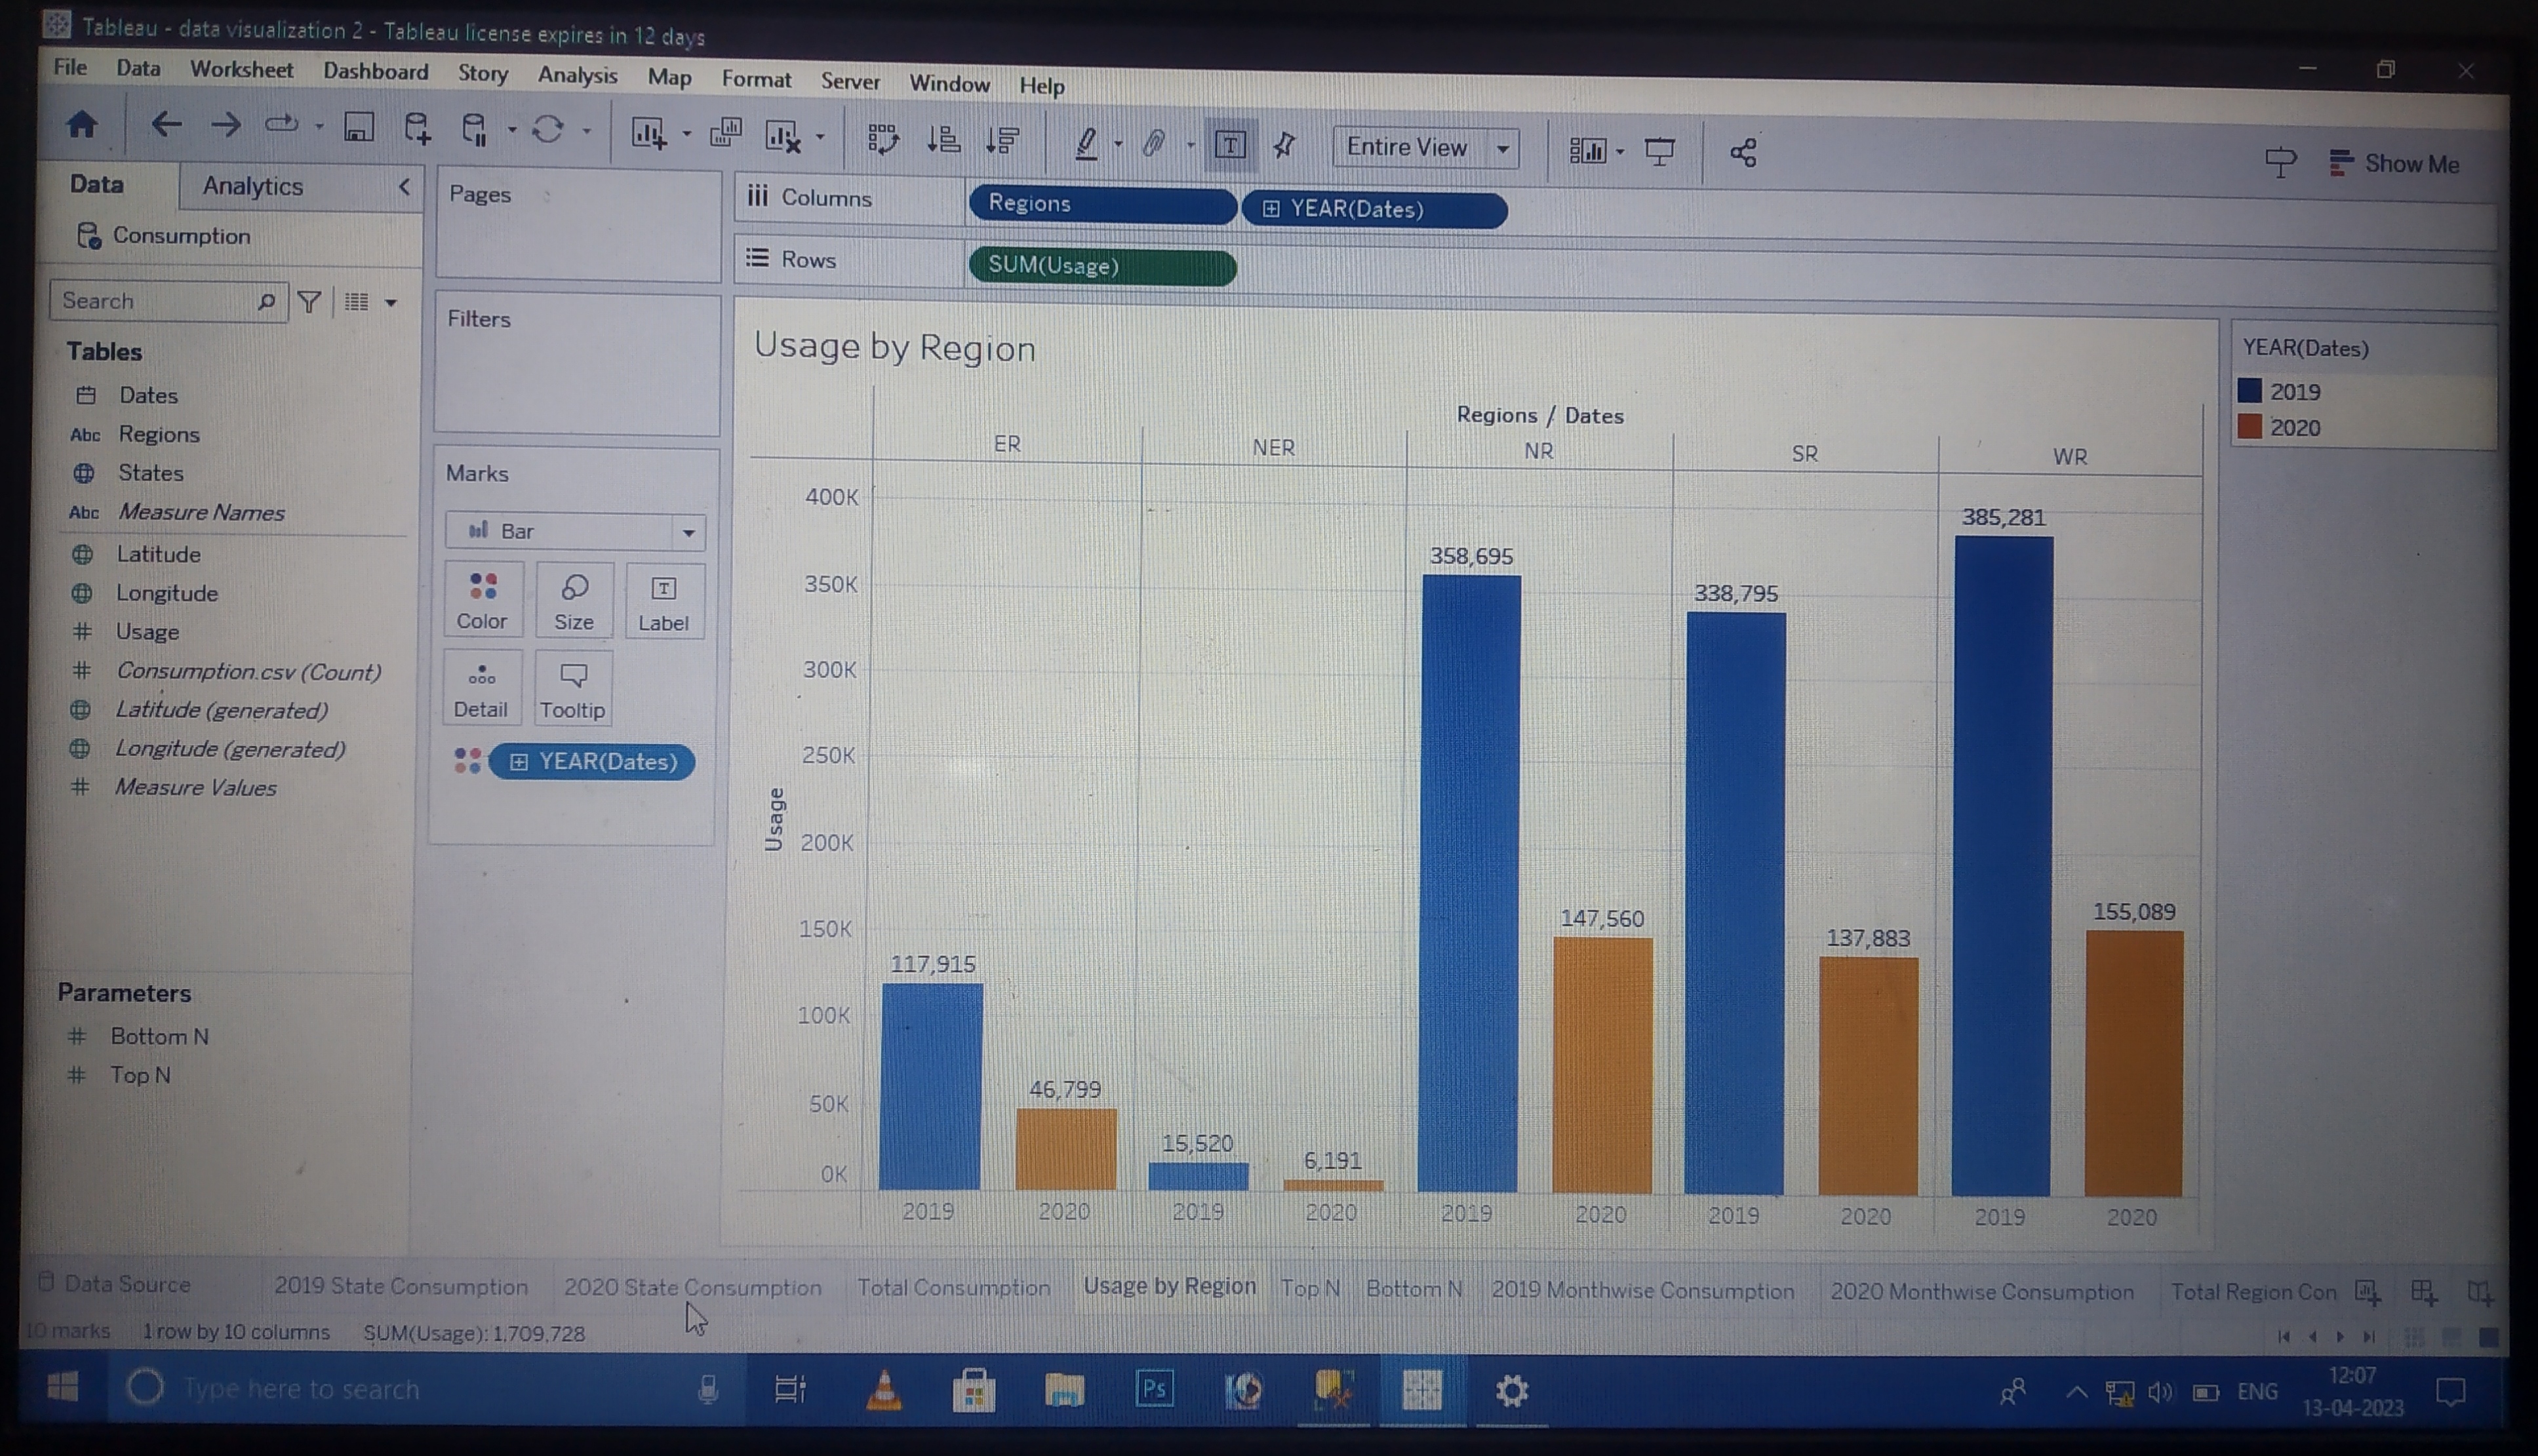 Tableau - data visualization 2 - Tableau license expires in 12 days
File Data Worksheet Dashboard Story Analysis Map Format Server Window Help
Entire View
Show Me
Data Analytics
Consumption
Search
Tables
Dates
Abc Regions
States
Abc Measure Names
Latitude
Longitude
# Usage
# Consumption.csv (Count)
Latitude (generated)
Longitude (generated)
# Measure Values
Parameters
# Bottom N
# Top N
Pages
Filters
Marks
Bar
Color Size Label
Detail Tooltip
YEAR(Dates)
Columns Regions YEAR(Dates)
Rows SUM(Usage)
Usage by Region
Regions / Dates
ER NER NR SR WR
Usage
400K
350K
300K
250K
200K
150K
100K
50K
0K
117,915
46,799
15,520
6,191
358,695
147,560
338,795
137,883
385,281
155,089
2019 2020 2019 2020 2019 2020 2019 2020 2019 2020
YEAR(Dates)
2019
2020
Data Source 2019 State Consumption 2020 State Consumption Total Consumption Usage by Region Top N Bottom N 2019 Monthwise Consumption 2020 Monthwise Consumption Total Region Con
10 marks 1 row by 10 columns SUM(Usage): 1,709,728
Type here to search
Ps
ENG
12:07
13-04-2023